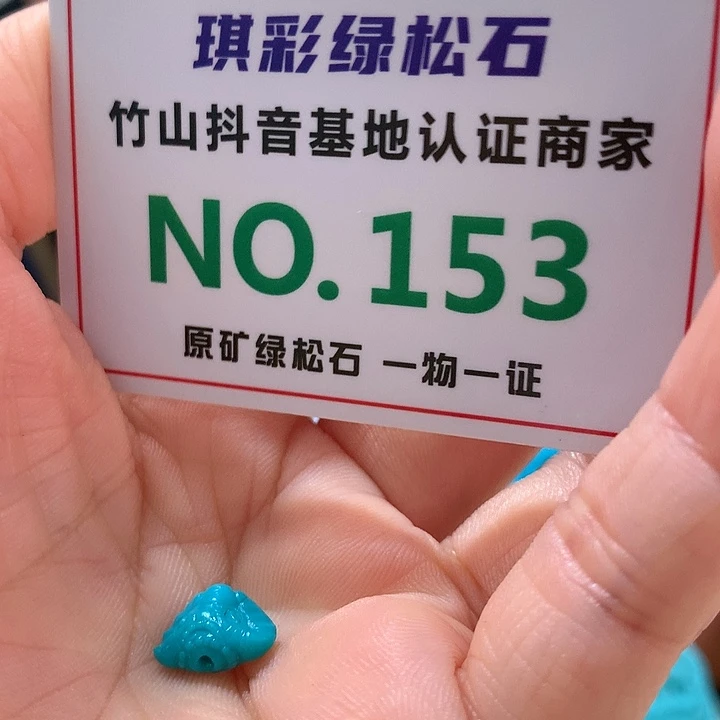 琪彩绿松石
竹山抖音基地认证商家
NO.153
原矿绿松石 一物一证